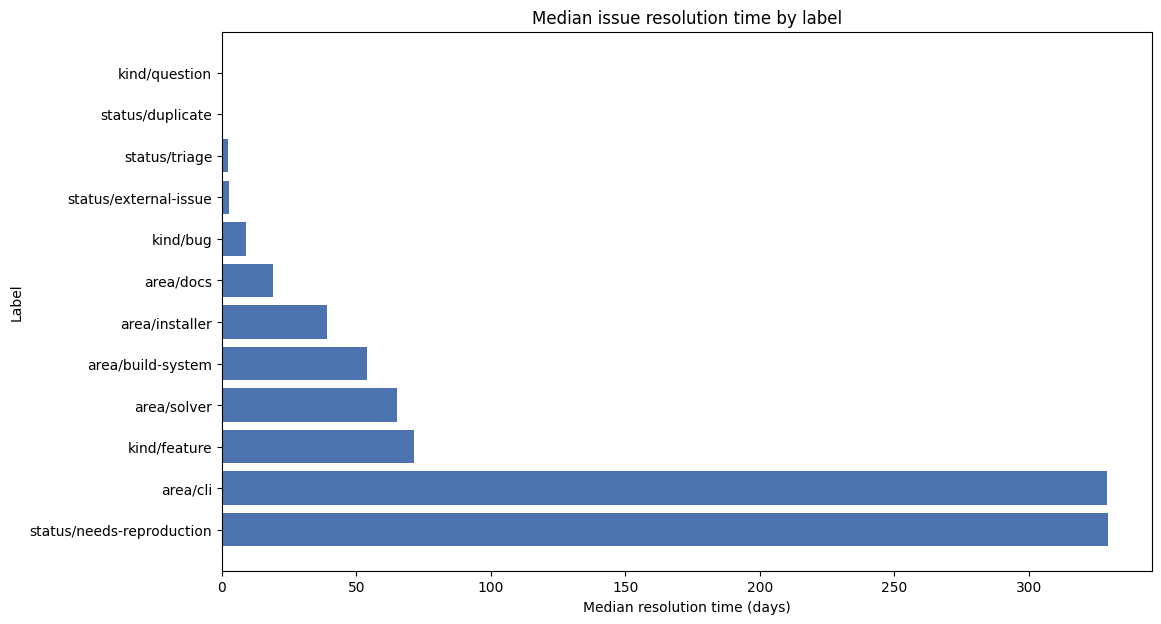 Median issue resolution time by label
kind/question
status/duplicate
status/triage
status/external-issue
kind/bug
area/docs
area/installer
area/build-system
area/solver
kind/feature
area/cli
status/needs-reproduction
Label
0 50 100 150 200 250 300
Median resolution time (days)